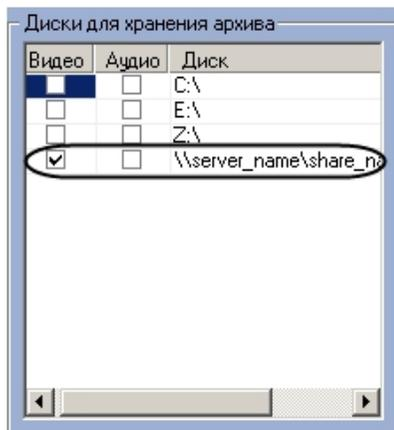 Диски для хранения архива
Видео Аудио Диск
C:\
E:\
Z:\
\\server_name\share_na